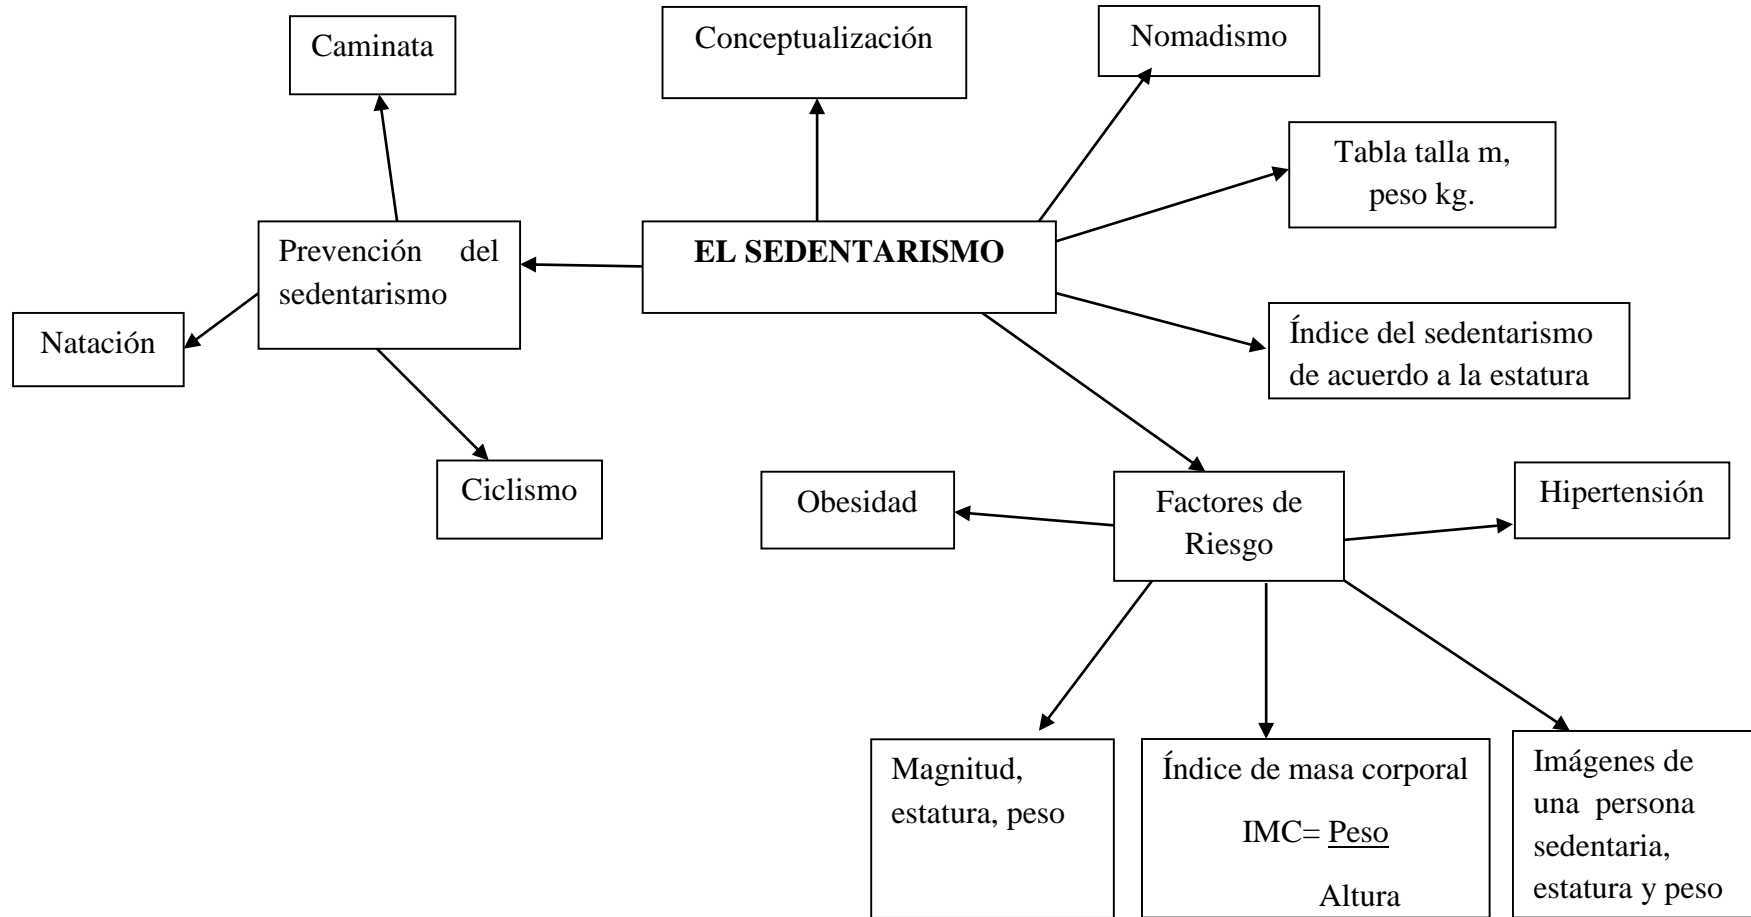 Caminata
Conceptualización
Nomadismo
Tabla talla m,
peso kg.
Prevención del
sedentarismo
EL SEDENTARISMO
Natación
Índice del sedentarismo
de acuerdo a la estatura
Ciclismo
Obesidad
Factores de
Riesgo
Hipertensión
Magnitud,
estatura, peso
Índice de masa corporal
IMC= Peso
Altura
Imágenes de
una persona
sedentaria,
estatura y peso